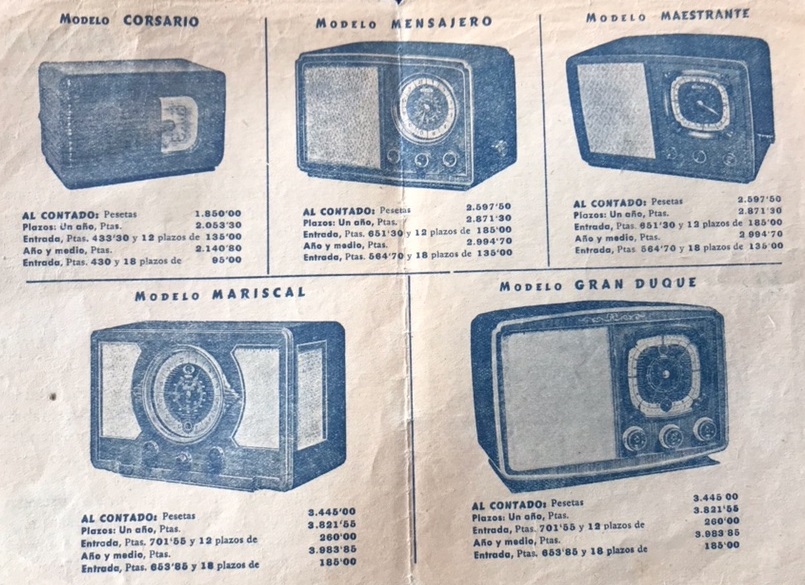 MODELO CORSARIO
AL CONTADO: Pesetas 1.850'00
Plazos: Un año, Ptas. 2.053'30
Entrada, Ptas. 433'30 y 12 plazos de 135'00
Año y medio, Ptas. 2.140'80
Entrada, Ptas. 430 y 18 plazos de 95'00
MODELO MENSAJERO
AL CONTADO: Pesetas 2.597'50
Plazos: Un año, Ptas. 2.871'30
Entrada, Ptas. 651'30 y 12 plazos de 185'00
Año y medio, Ptas. 2.994'70
Entrada, Ptas. 564'70 y 18 plazos de 135'00
MODELO MAESTRANTE
AL CONTADO: Pesetas 2.597'50
Plazos: Un año, Ptas. 2.871'30
Entrada, Ptas. 651'30 y 12 plazos de 185'00
Año y medio, Ptas. 2.994'70
Entrada, Ptas. 564'70 y 18 plazos de 135'00
MODELO MARISCAL
AL CONTADO: Pesetas 3.445'00
Plazos: Un año, Ptas. 3.821'55
Entrada, Ptas. 701'55 y 12 plazos de 260'00
Año y medio, Ptas. 3.983'85
Entrada, Ptas. 653'85 y 18 plazos de 185'00
MODELO GRAN DUQUE
AL CONTADO: Pesetas 3.445'00
Plazos: Un año, Ptas. 3.821'55
Entrada, Ptas. 701'55 y 12 plazos de 260'00
Año y medio, Ptas. 3.983'85
Entrada, Ptas. 653'85 y 18 plazos de 185'00